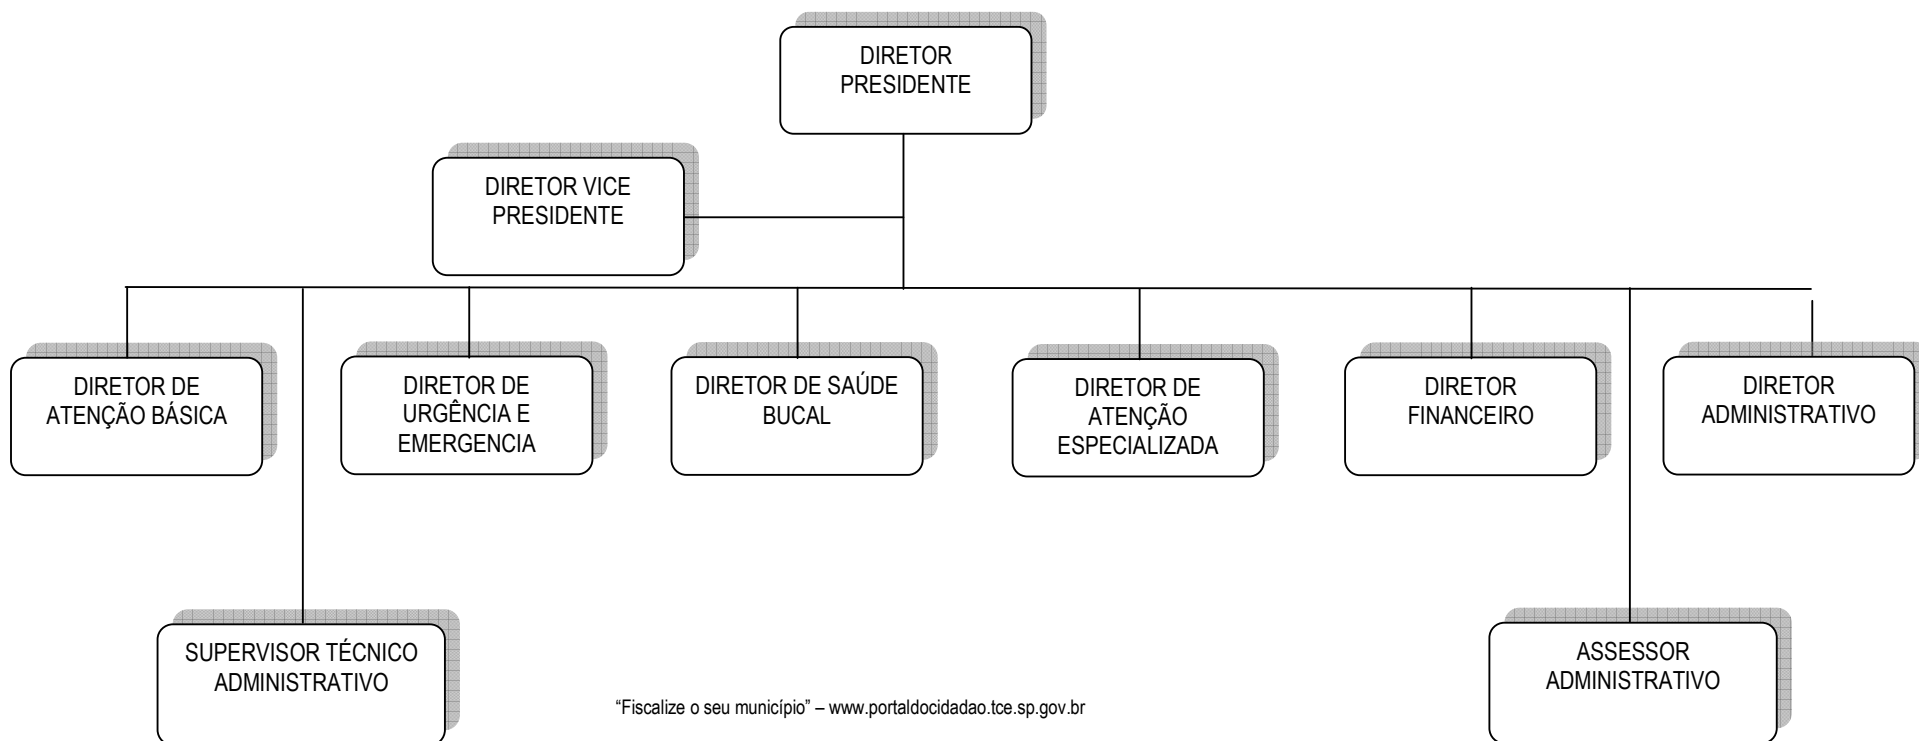 DIRETOR
PRESIDENTE
DIRETOR VICE
PRESIDENTE
DIRETOR DE
ATENÇÃO BÁSICA
DIRETOR DE
URGÊNCIA E
EMERGENCIA
DIRETOR DE SAÚDE
BUCAL
DIRETOR DE
ATENÇÃO
ESPECIALIZADA
DIRETOR
FINANCEIRO
DIRETOR
ADMINISTRATIVO
SUPERVISOR TÉCNICO
ADMINISTRATIVO
ASSESSOR
ADMINISTRATIVO
“Fiscalize o seu município” – www.portaldocidadao.tce.sp.gov.br